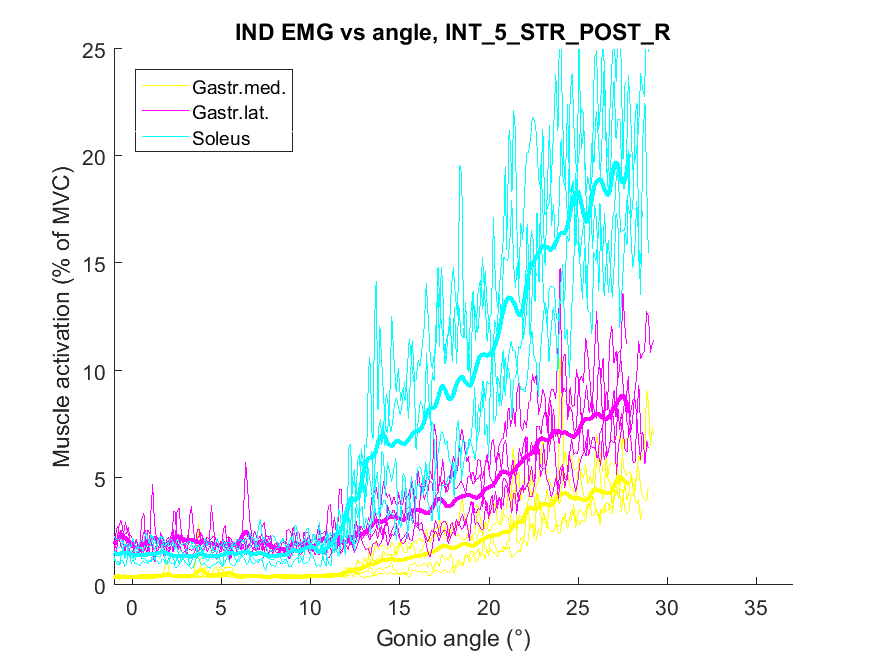 IND EMG vs angle, INT_5_STR_POST_R
25
20
15
10
5
0
Muscle activation (% of MVC)
Gastr.med.
Gastr.lat.
Soleus
0 5 10 15 20 25 30 35
Gonio angle (°)